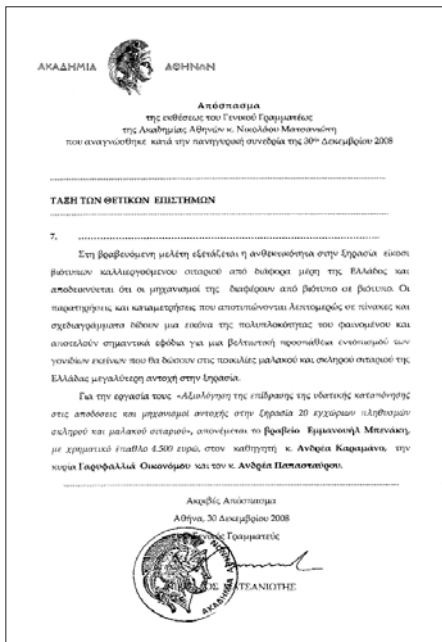 ΑΚΑΔΗΜΙΑ ΑΘΗΝΩΝ
Απόσπασμα
της εκθέσεως του Γενικού Γραμματέως
της Ακαδημίας Αθηνών κ. Νικολάου Ματσανιώτη
που αναγνώσθηκε κατά την πανηγυρική συνεδρία της 30ης Δεκεμβρίου 2008
ΤΑΞΗ ΤΩΝ ΘΕΤΙΚΩΝ ΕΠΙΣΤΗΜΩΝ
7.
Στη βραβευόμενη μελέτη εξετάζεται η ανθεκτικότητα στην ξηρασία είκοσι
βιότυπων καλλιεργούμενου σιταριού από διάφορα μέρη της Ελλάδος και
αποδεικνύεται ότι οι μηχανισμοί της διαφέρουν από βιότυπο σε βιότυπο. Οι
παρατηρήσεις και καταμετρήσεις που αποτυπώνονται λεπτομερώς σε πίνακες και
σχεδιαγράμματα δίδουν μια εικόνα της πολυπλοκότητας του φαινομένου και
αποτελούν σημαντικά εφόδια για μια βελτιωτική προσπάθεια εντοπισμού των
γονιδίων εκείνων που θα δώσουν στις ποικιλίες μαλακού και σκληρού σιταριού της
Ελλάδας μεγαλύτερη αντοχή στην ξηρασία.
Για την εργασία τους «Αξιολόγηση της επίδρασης της υδατικής καταπόνησης
στις αποδόσεις και μηχανισμοί αντοχής στην ξηρασία 20 εγχώριων πληθυσμών
σκληρού και μαλακού σιταριού», απονέμεται το βραβείο Εμμανουήλ Μπενάκη,
με χρηματικό έπαθλο 4.500 ευρώ, στον καθηγητή κ. Ανδρέα Καραμάνο, την
κυρία Γαρυφαλλιά Οικονόμου και τον κ. Ανδρέα Παπασταύρου.
Ακριβές Απόσπασμα
Αθήνα, 30 Δεκεμβρίου 2008
Γενικός Γραμματεύς
ΑΤΣΑΝΙΩΤΗΣ
ΑΚΑΔΗΜΙΑ ΑΘΗΝΩΝ